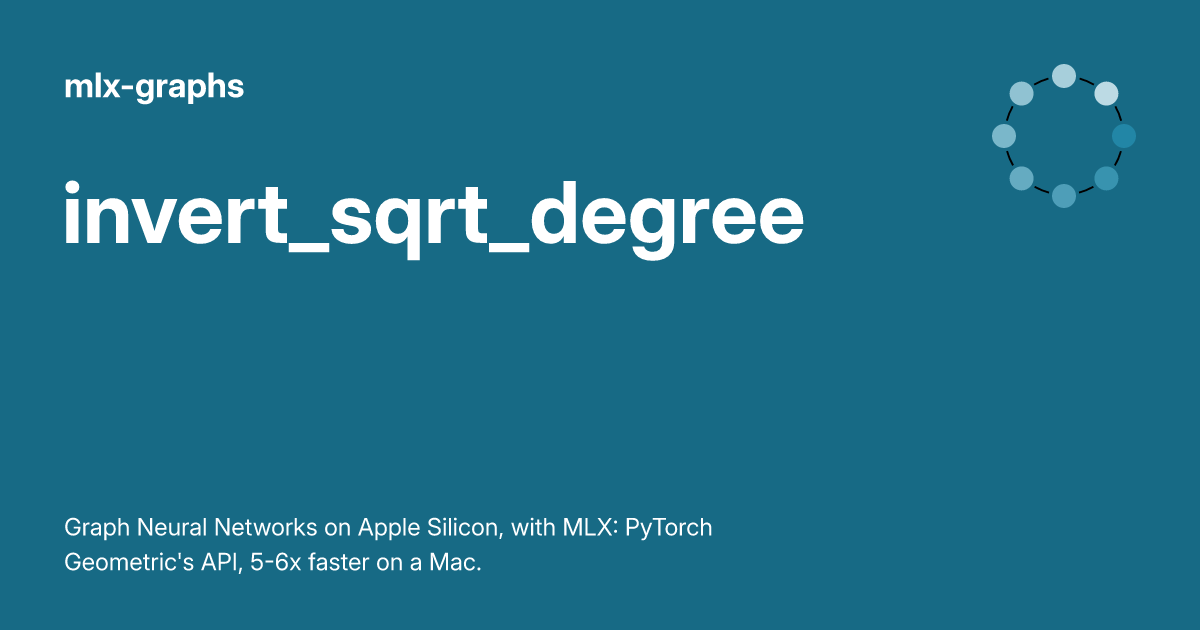 mlx-graphs
invert_sqrt_degree
Graph Neural Networks on Apple Silicon, with MLX: PyTorch
Geometric's API, 5-6x faster on a Mac.